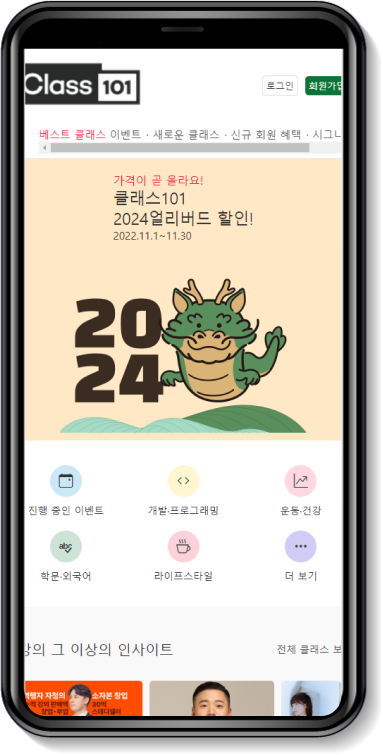 Class 101
로그인 회원가입
베스트 클래스 이벤트 · 새로운 클래스 · 신규 회원 혜택 · 시그니
가격이 곧 올라요!
클래스101
2024얼리버드 할인!
2022.11.1~11.30
2024
진행 중인 이벤트 개발·프로그래밍 운동·건강
abc
학문·외국어 라이프스타일 더 보기
상의 그 이상의 인사이트 전체 클래스 보
자청의 소자본 창업
30억
창업·부업 스타디셀러